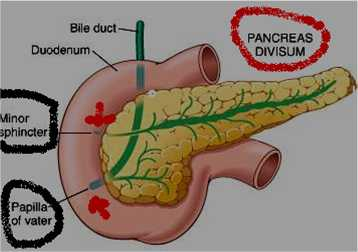 Bile duct
Duodenum
PANCREAS
DIVISUM
Minor
sphincter
Papilla
of vater